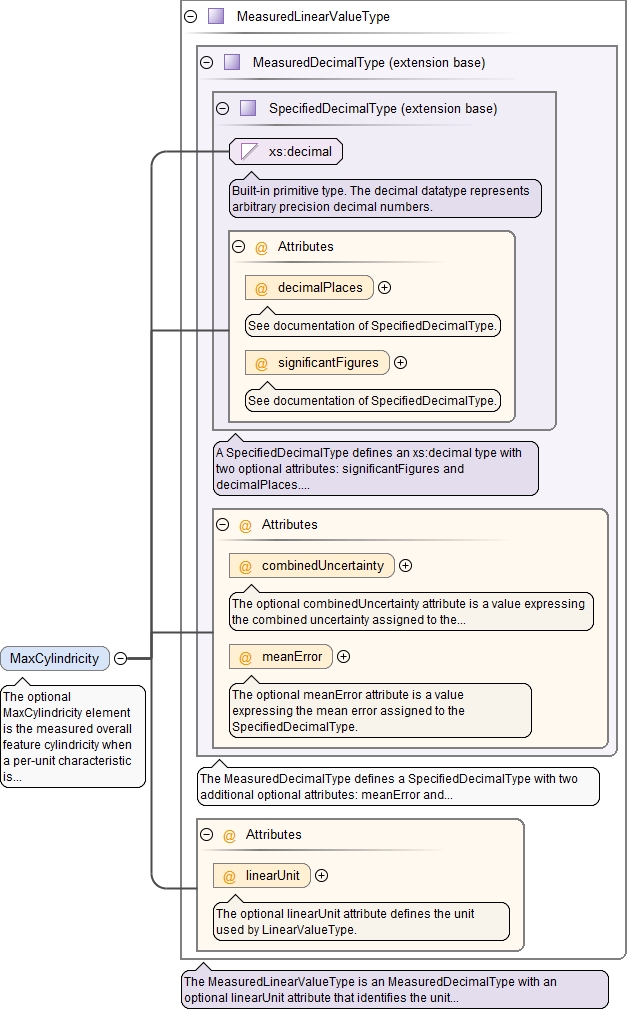 MeasuredLinearValueType
MeasuredDecimalType (extension base)
SpecifiedDecimalType (extension base)
xs:decimal
Built-in primitive type. The decimal datatype represents
arbitrary precision decimal numbers.
@ Attributes
@ decimalPlaces
See documentation of SpecifiedDecimalType.
@ significantFigures
See documentation of SpecifiedDecimalType.
A SpecifiedDecimalType defines an xs:decimal type with
two optional attributes: significantFigures and
decimalPlaces....
@ Attributes
@ combinedUncertainty
The optional combinedUncertainty attribute is a value expressing
the combined uncertainty assigned to the...
@ meanError
The optional meanError attribute is a value
expressing the mean error assigned to the
SpecifiedDecimalType.
MaxCylindricity
The optional
MaxCylindricity element
is the measured overall
feature cylindricity when
a per-unit characteristic
is...
The MeasuredDecimalType defines a SpecifiedDecimalType with two
additional optional attributes: meanError and...
@ Attributes
@ linearUnit
The optional linearUnit attribute defines the unit
used by LinearValueType.
The MeasuredLinearValueType is an MeasuredDecimalType with an
optional linearUnit attribute that identifies the unit...